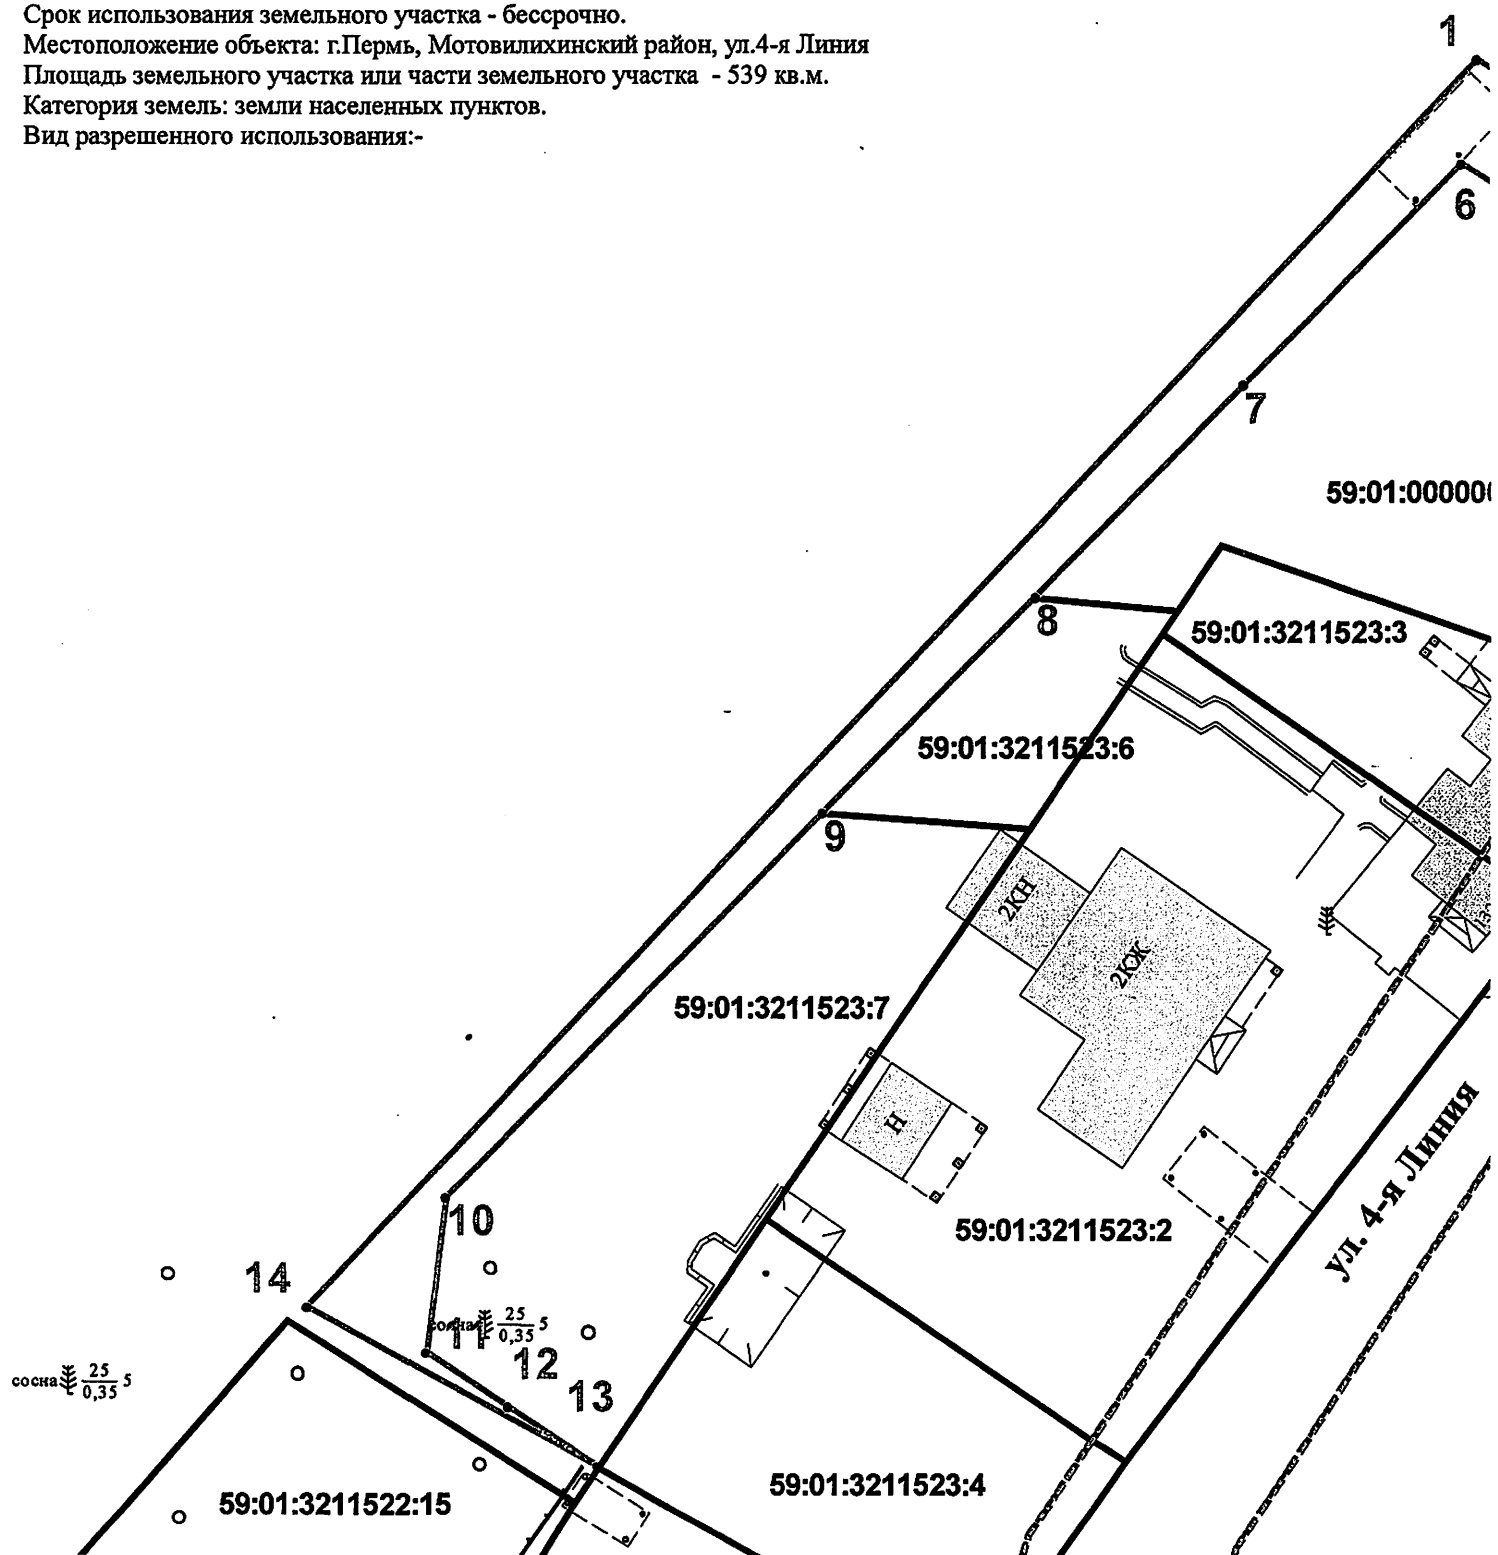 Срок использования земельного участка - бессрочно.
Местоположение объекта: г.Пермь, Мотовилихинский район, ул.4-я Линия
Площадь земельного участка или части земельного участка - 539 кв.м.
Категория земель: земли населенных пунктов.
Вид разрешенного использования:-
1
6
7
59:01:000000
8
59:01:3211523:3
59:01:3211523:6
9
2КН
2КЖ
59:01:3211523:7
Н
ул. 4-я Линия
10
59:01:3211523:2
14
сосна 25 5
0,35
11
12
13
сосна 25 5
0,35
59:01:3211523:4
59:01:3211522:15